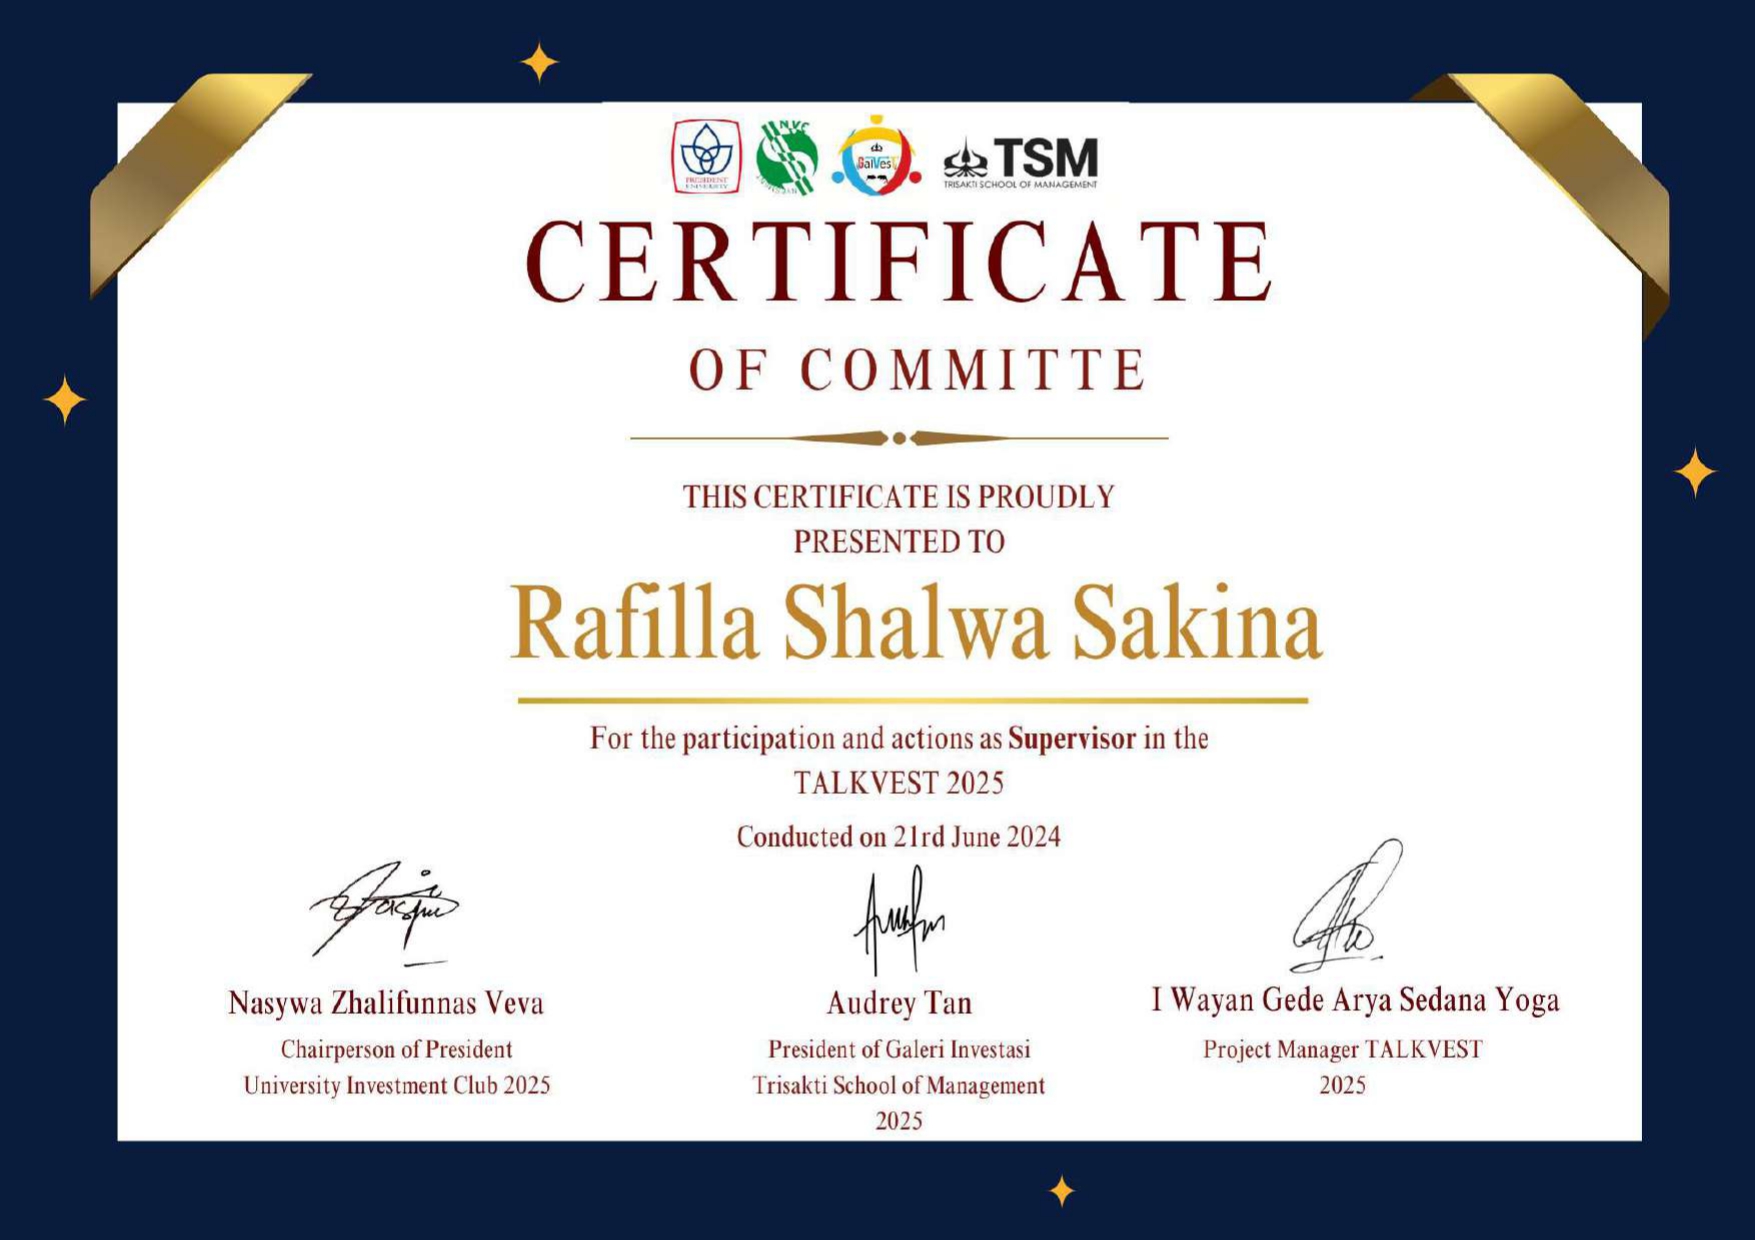 PRESIDENT
UNIVERSITY
NVC
GaiVest
TSM
TRISAKTI SCHOOL OF MANAGEMENT
CERTIFICATE
OF COMMITTE
THIS CERTIFICATE IS PROUDLY
PRESENTED TO
Rafilla Shalwa Sakina
For the participation and actions as Supervisor in the
TALKVEST 2025
Conducted on 21rd June 2024
Nasywa Zhalifunnas Veva
Chairperson of President
University Investment Club 2025
Audrey Tan
President of Galeri Investasi
Trisakti School of Management
2025
I Wayan Gede Arya Sedana Yoga
Project Manager TALKVEST
2025